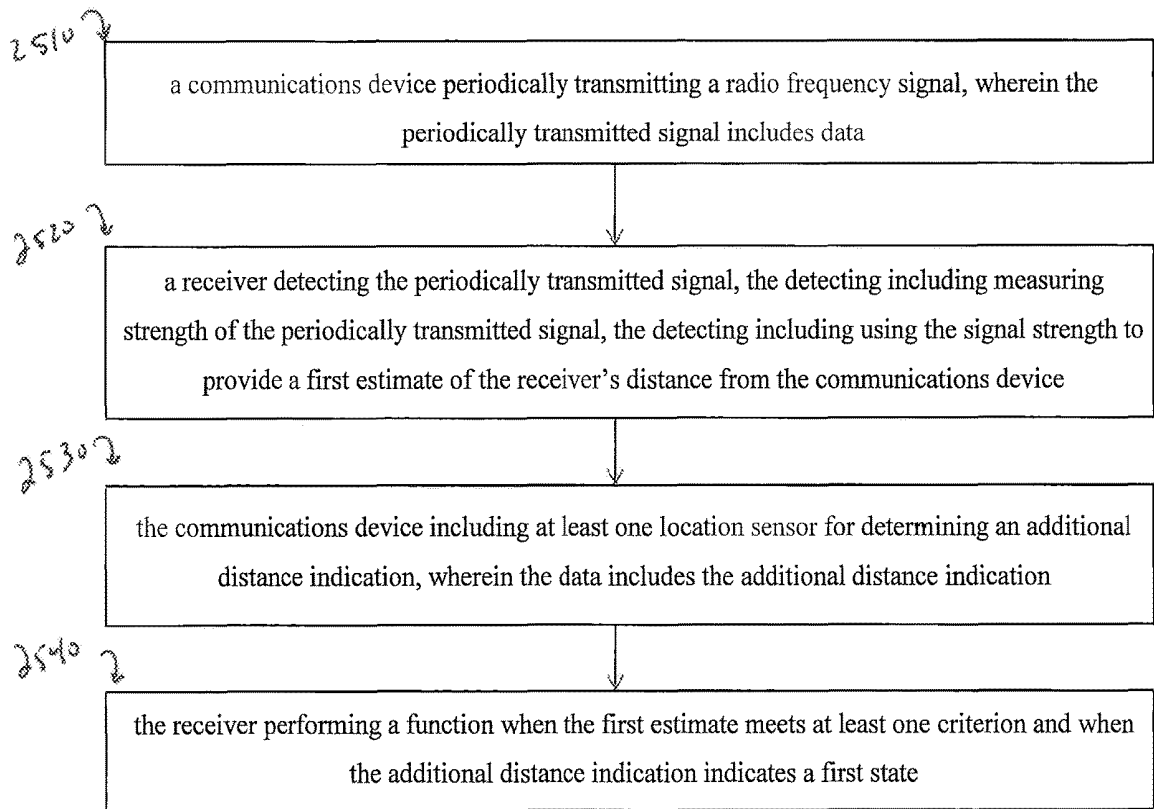 2510
a communications device periodically transmitting a radio frequency signal, wherein the
periodically transmitted signal includes data
2520
a receiver detecting the periodically transmitted signal, the detecting including measuring
strength of the periodically transmitted signal, the detecting including using the signal strength to
provide a first estimate of the receiver's distance from the communications device
2530
the communications device including at least one location sensor for determining an additional
distance indication, wherein the data includes the additional distance indication
2540
the receiver performing a function when the first estimate meets at least one criterion and when
the additional distance indication indicates a first state